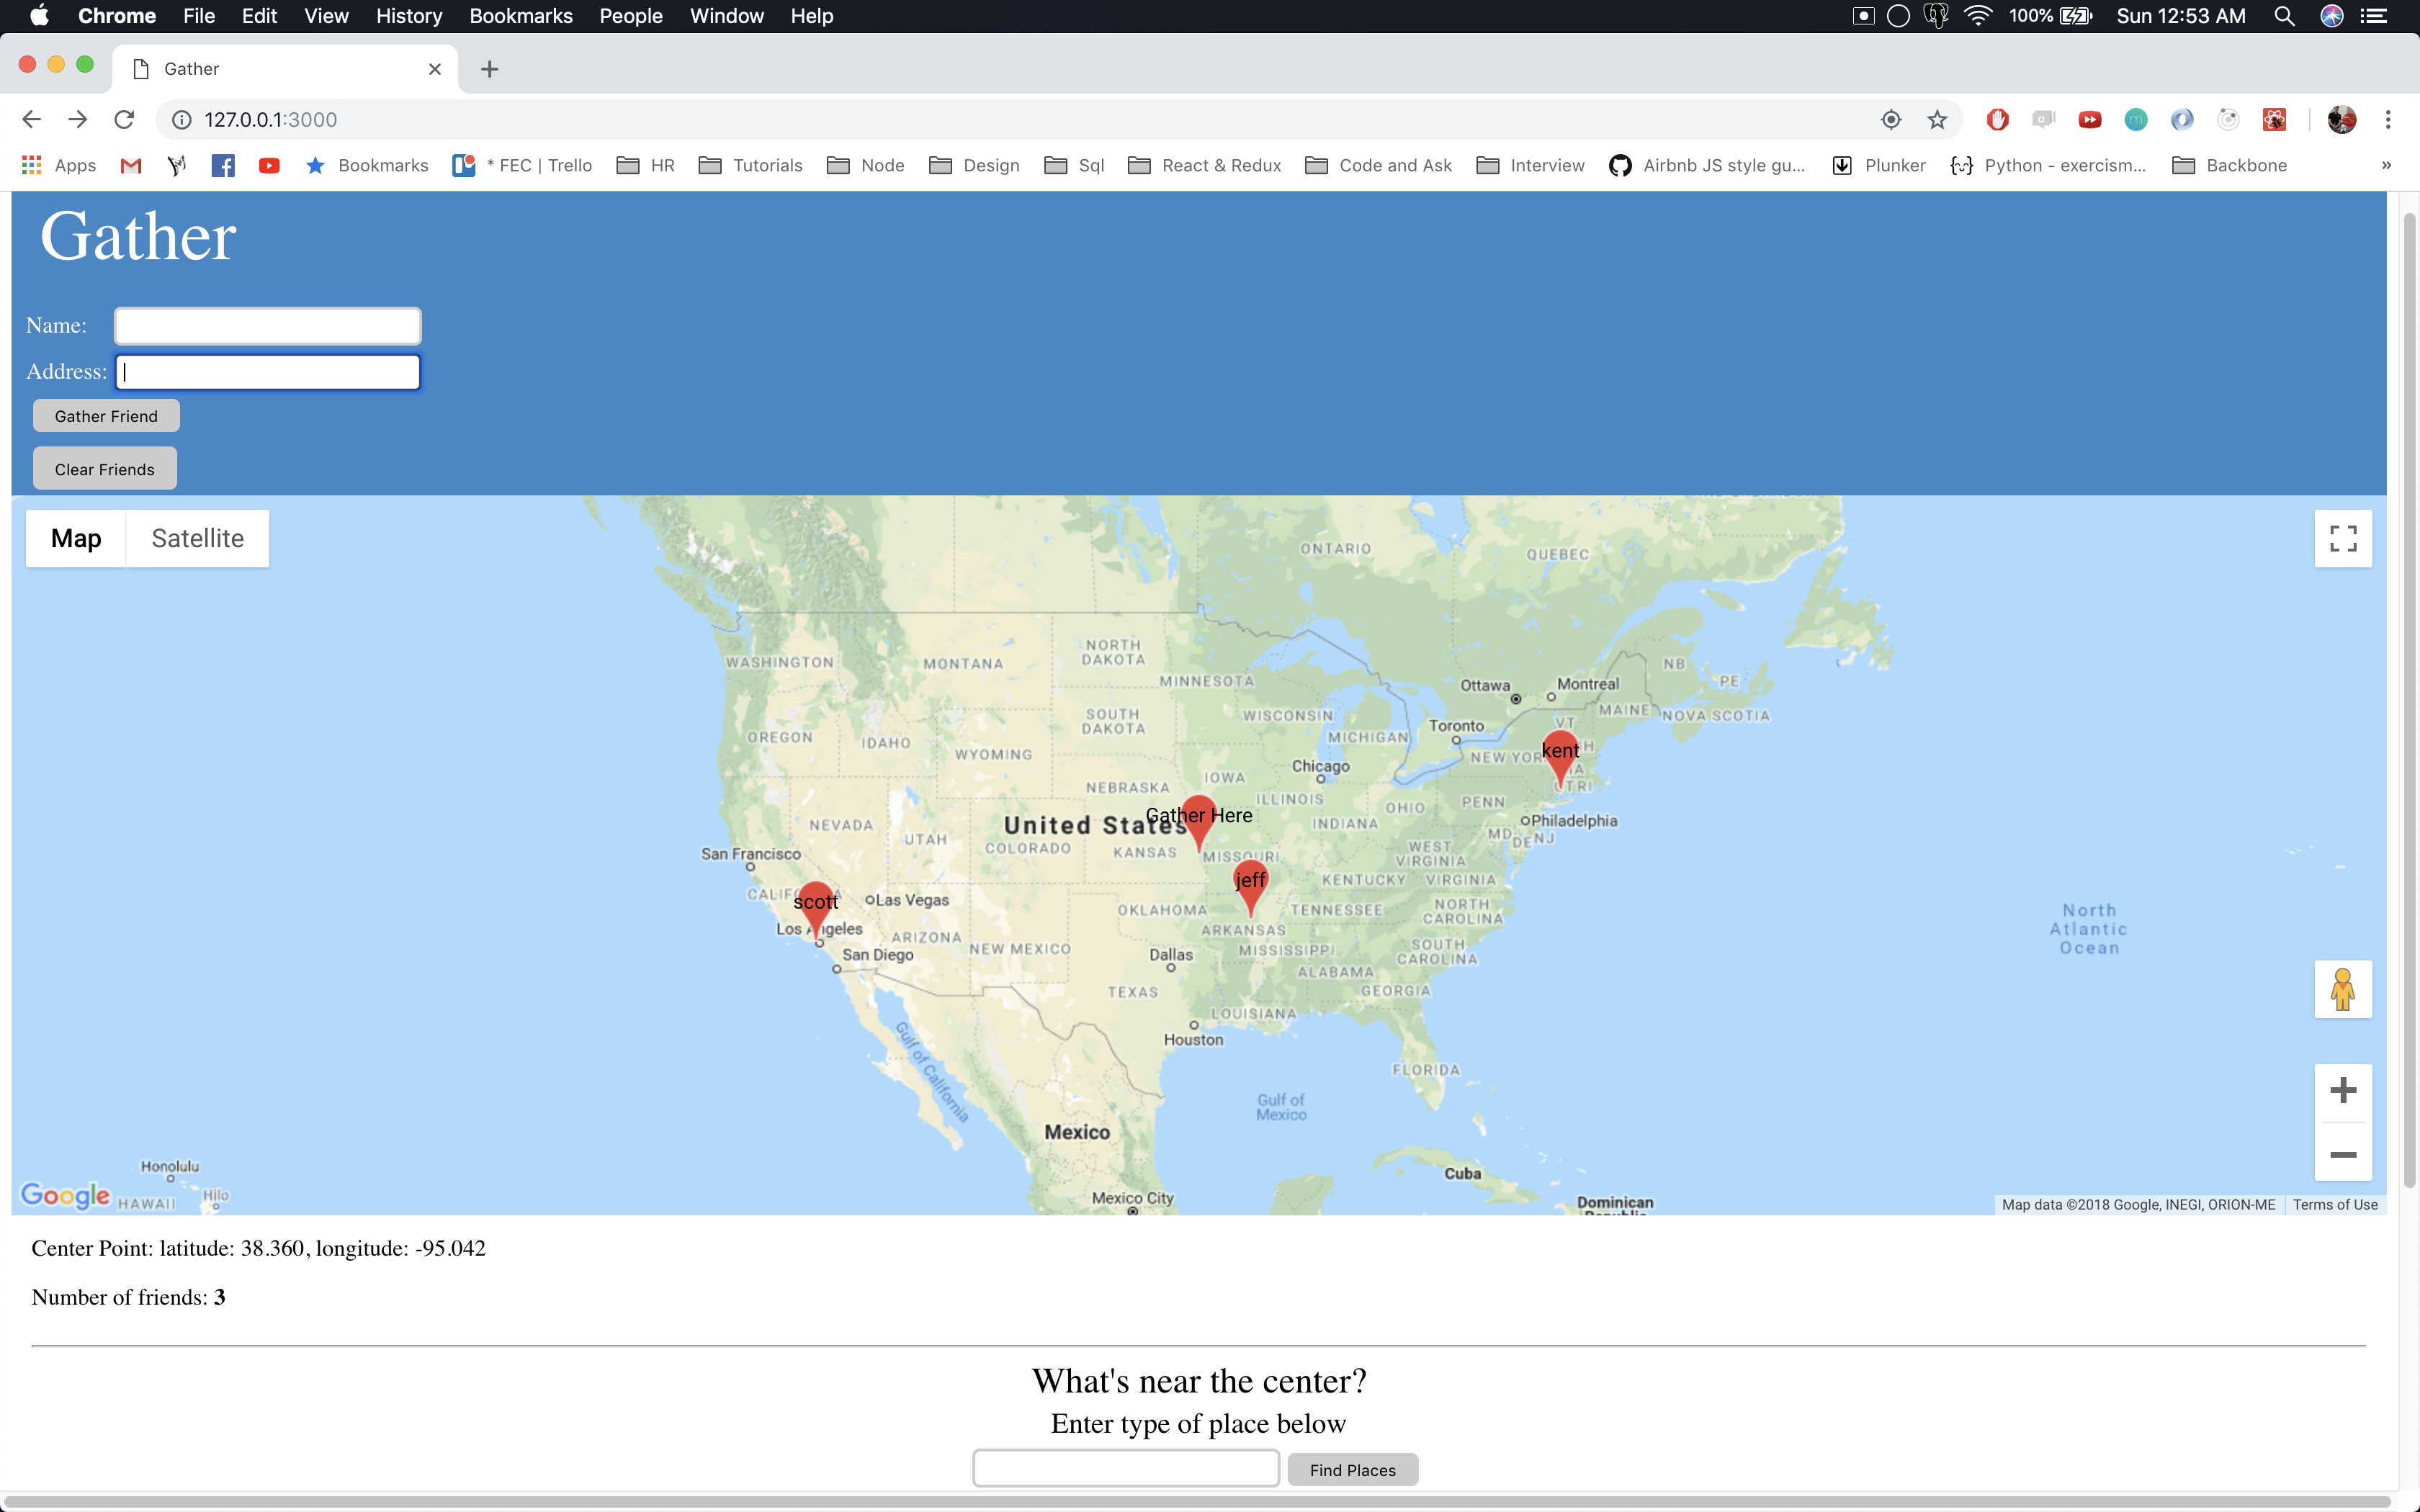 Chrome File Edit View History Bookmarks People Window Help 100% Sun 12:53 AM
Gather
127.0.0.1:3000
Apps Bookmarks * FEC | Trello HR Tutorials Node Design Sql React & Redux Code and Ask Interview Airbnb JS style gu... Plunker Python - exercism... Backbone »
Gather
Name:
Address:
Gather Friend
Clear Friends
Map Satellite
ONTARIO
QUEBEC
NORTH
DAKOTA
WASHINGTON
MONTANA
NB
MINNESOTA
PE
Ottawa
Montreal
MAINE
SOUTH
DAKOTA
WISCONSIN
NOVA SCOTIA
VT
Toronto
OREGON
IDAHO
MICHIGAN
WYOMING
kent
NEW YOR
Chicago
IOWA
NEBRASKA
ILLINOIS
OHIO
PENN
CT RI
Gather Here
United States
NEVADA
INDIANA
Philadelphia
MD
DE NJ
UTAH
COLORADO
KANSAS
MISSOURI
WEST
VIRGINIA
San Francisco
jeff
KENTUCKY
VIRGINIA
scott
Las Vegas
OKLAHOMA
TENNESSEE
NORTH
CAROLINA
Los Angeles
ARIZONA
NEW MEXICO
ARKANSAS
San Diego
Dallas
MISSISSIPPI
SOUTH
CAROLINA
ALABAMA
TEXAS
GEORGIA
LOUISIANA
Houston
North
Atlantic
Ocean
Gulf of California
FLORIDA
Gulf of
Mexico
Mexico
Honolulu
Cuba
HAWAII
Hilo
Mexico City
Dominican
Republic
Google
Map data ©2018 Google, INEGI, ORION-ME Terms of Use
Center Point: latitude: 38.360, longitude: -95.042
Number of friends: 3
What's near the center?
Enter type of place below
Find Places